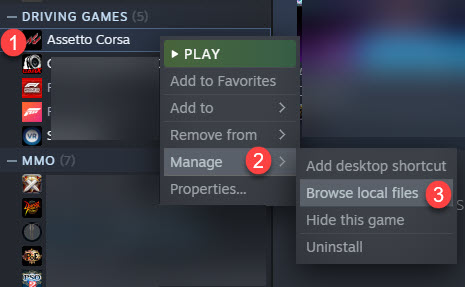 DRIVING GAMES (5)
1
Assetto Corsa
▶ PLAY
Add to Favorites
Add to
Remove from
Manage
2
Properties...
MMO (7)
Add desktop shortcut
Browse local files
3
Hide this game
Uninstall
VR